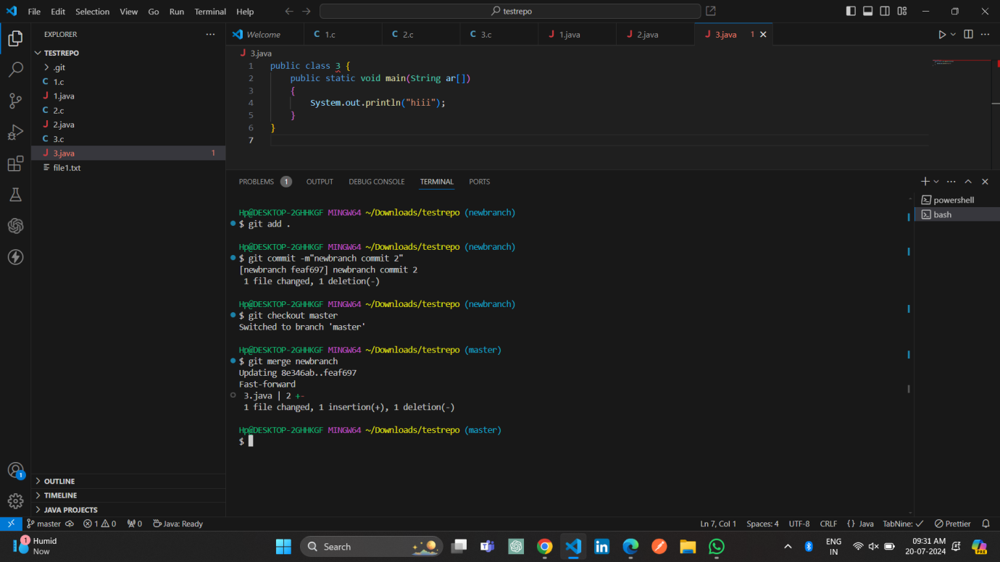 File Edit Selection View Go Run Terminal Help
testrepo
EXPLORER
TESTREPO
.git
C 1.c
J 1.java
C 2.c
J 2.java
C 3.c
J 3.java 1
file1.txt
OUTLINE
TIMELINE
JAVA PROJECTS
Welcome C 1.c C 2.c C 3.c J 1.java J 2.java J 3.java 1
J 3.java
1 public class 3 {
2 public static void main(String ar[])
3 {
4 System.out.println("hiii");
5 }
6 }
7
PROBLEMS 1 OUTPUT DEBUG CONSOLE TERMINAL PORTS
powershell
bash
Hp@DESKTOP-2GHHKGF MINGW64 ~/Downloads/testrepo (newbranch)
$ git add .
Hp@DESKTOP-2GHHKGF MINGW64 ~/Downloads/testrepo (newbranch)
$ git commit -m"newbranch commit 2"
[newbranch feaf697] newbranch commit 2
1 file changed, 1 deletion(-)
Hp@DESKTOP-2GHHKGF MINGW64 ~/Downloads/testrepo (newbranch)
$ git checkout master
Switched to branch 'master'
Hp@DESKTOP-2GHHKGF MINGW64 ~/Downloads/testrepo (master)
$ git merge newbranch
Updating 8e346ab..feaf697
Fast-forward
3.java | 2 +-
1 file changed, 1 insertion(+), 1 deletion(-)
Hp@DESKTOP-2GHHKGF MINGW64 ~/Downloads/testrepo (master)
$
1
master 1 0 0 Java: Ready Ln 7, Col 1 Spaces: 4 UTF-8 CRLF {} Java TabNine: Prettier
1
Humid
Now
Search
ENG
IN
09:31 AM
20-07-2024
PRE